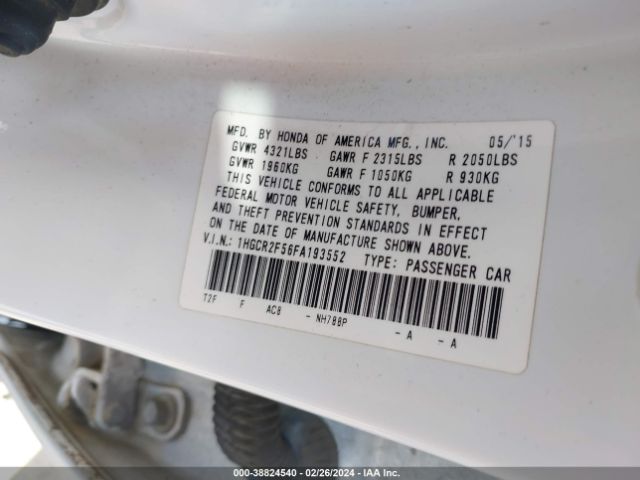 MFD. BY HONDA OF AMERICA MFG., INC. 05/'15
GVWR 4321LBS GAWR F 2315LBS R 2050LBS
GVWR 1960KG GAWR F 1050KG R 930KG
THIS VEHICLE CONFORMS TO ALL APPLICABLE
FEDERAL MOTOR VEHICLE SAFETY, BUMPER,
AND THEFT PREVENTION STANDARDS IN EFFECT
ON THE DATE OF MANUFACTURE SHOWN ABOVE.
V.I.N.: 1HGCR2F56FA193552 TYPE: PASSENGER CAR
T2F F AC9 - NH788P - A - A
000-38824540 - 02/26/2024 - IAA Inc.